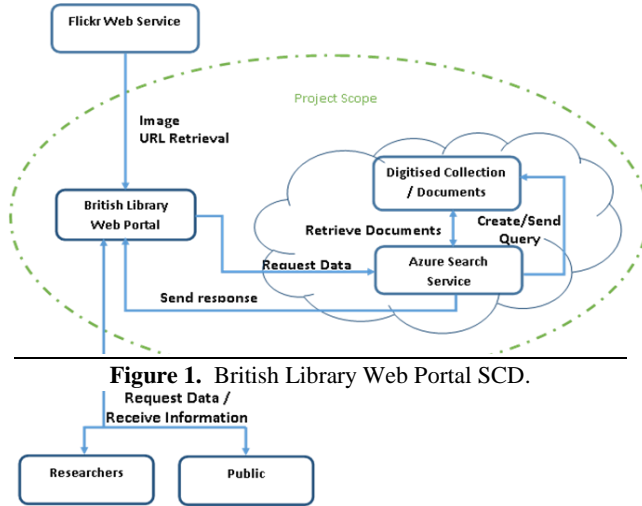 Flickr Web Service
Project Scope
Image
URL Retrieval
Digitised Collection
/ Documents
British Library
Web Portal
Retrieve Documents
Create/Send
Query
Request Data
Azure Search
Service
Send response
Figure 1. British Library Web Portal SCD.
Request Data /
Receive Information
Researchers
Public